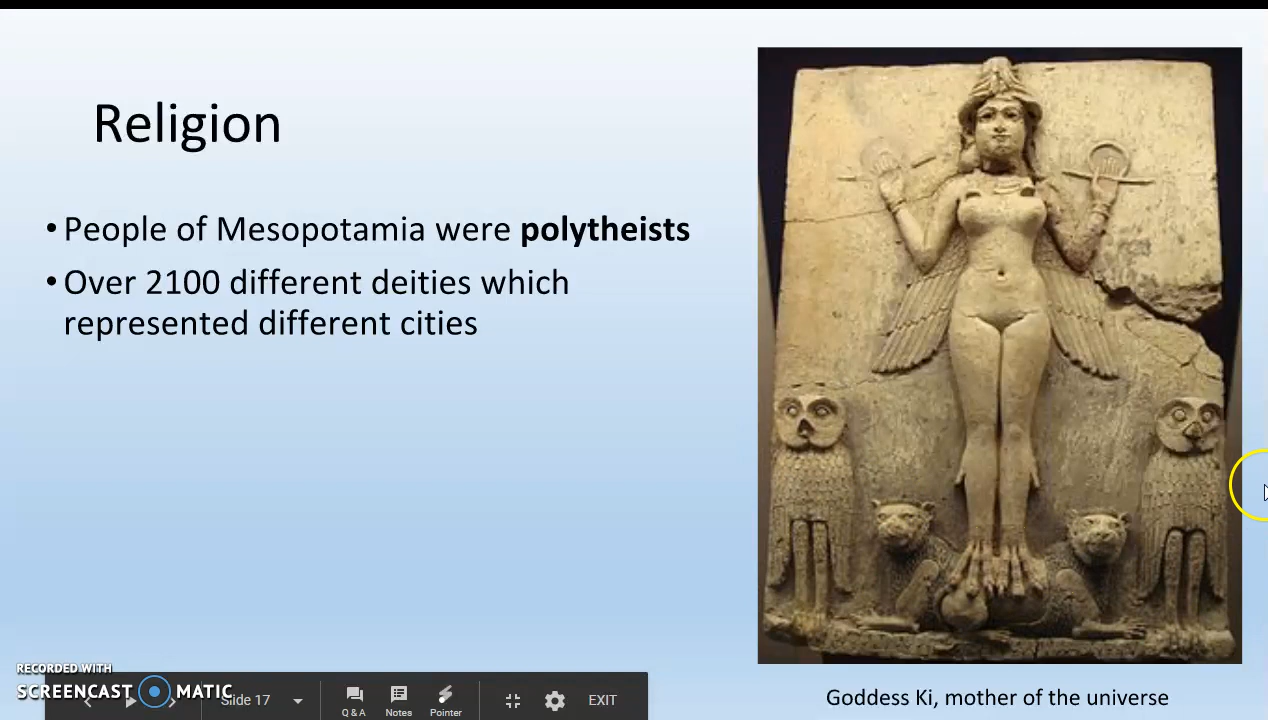 Religion
• People of Mesopotamia were polytheists
• Over 2100 different deities which
represented different cities
Goddess Ki, mother of the universe
RECORDED WITH
SCREENCAST MATIC
Slide 17
Q & A
Notes
Pointer
EXIT